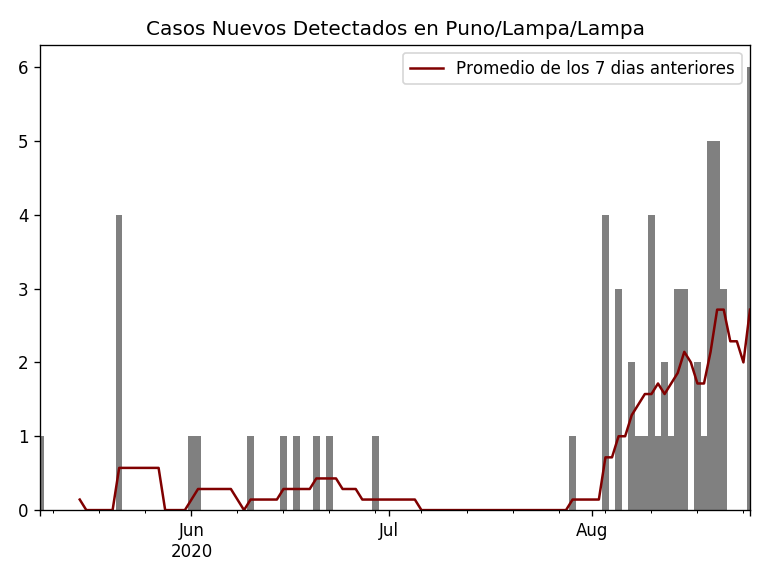 Casos Nuevos Detectados en Puno/Lampa/Lampa
Promedio de los 7 dias anteriores
6
5
4
3
2
1
0
Jun
2020
Jul
Aug